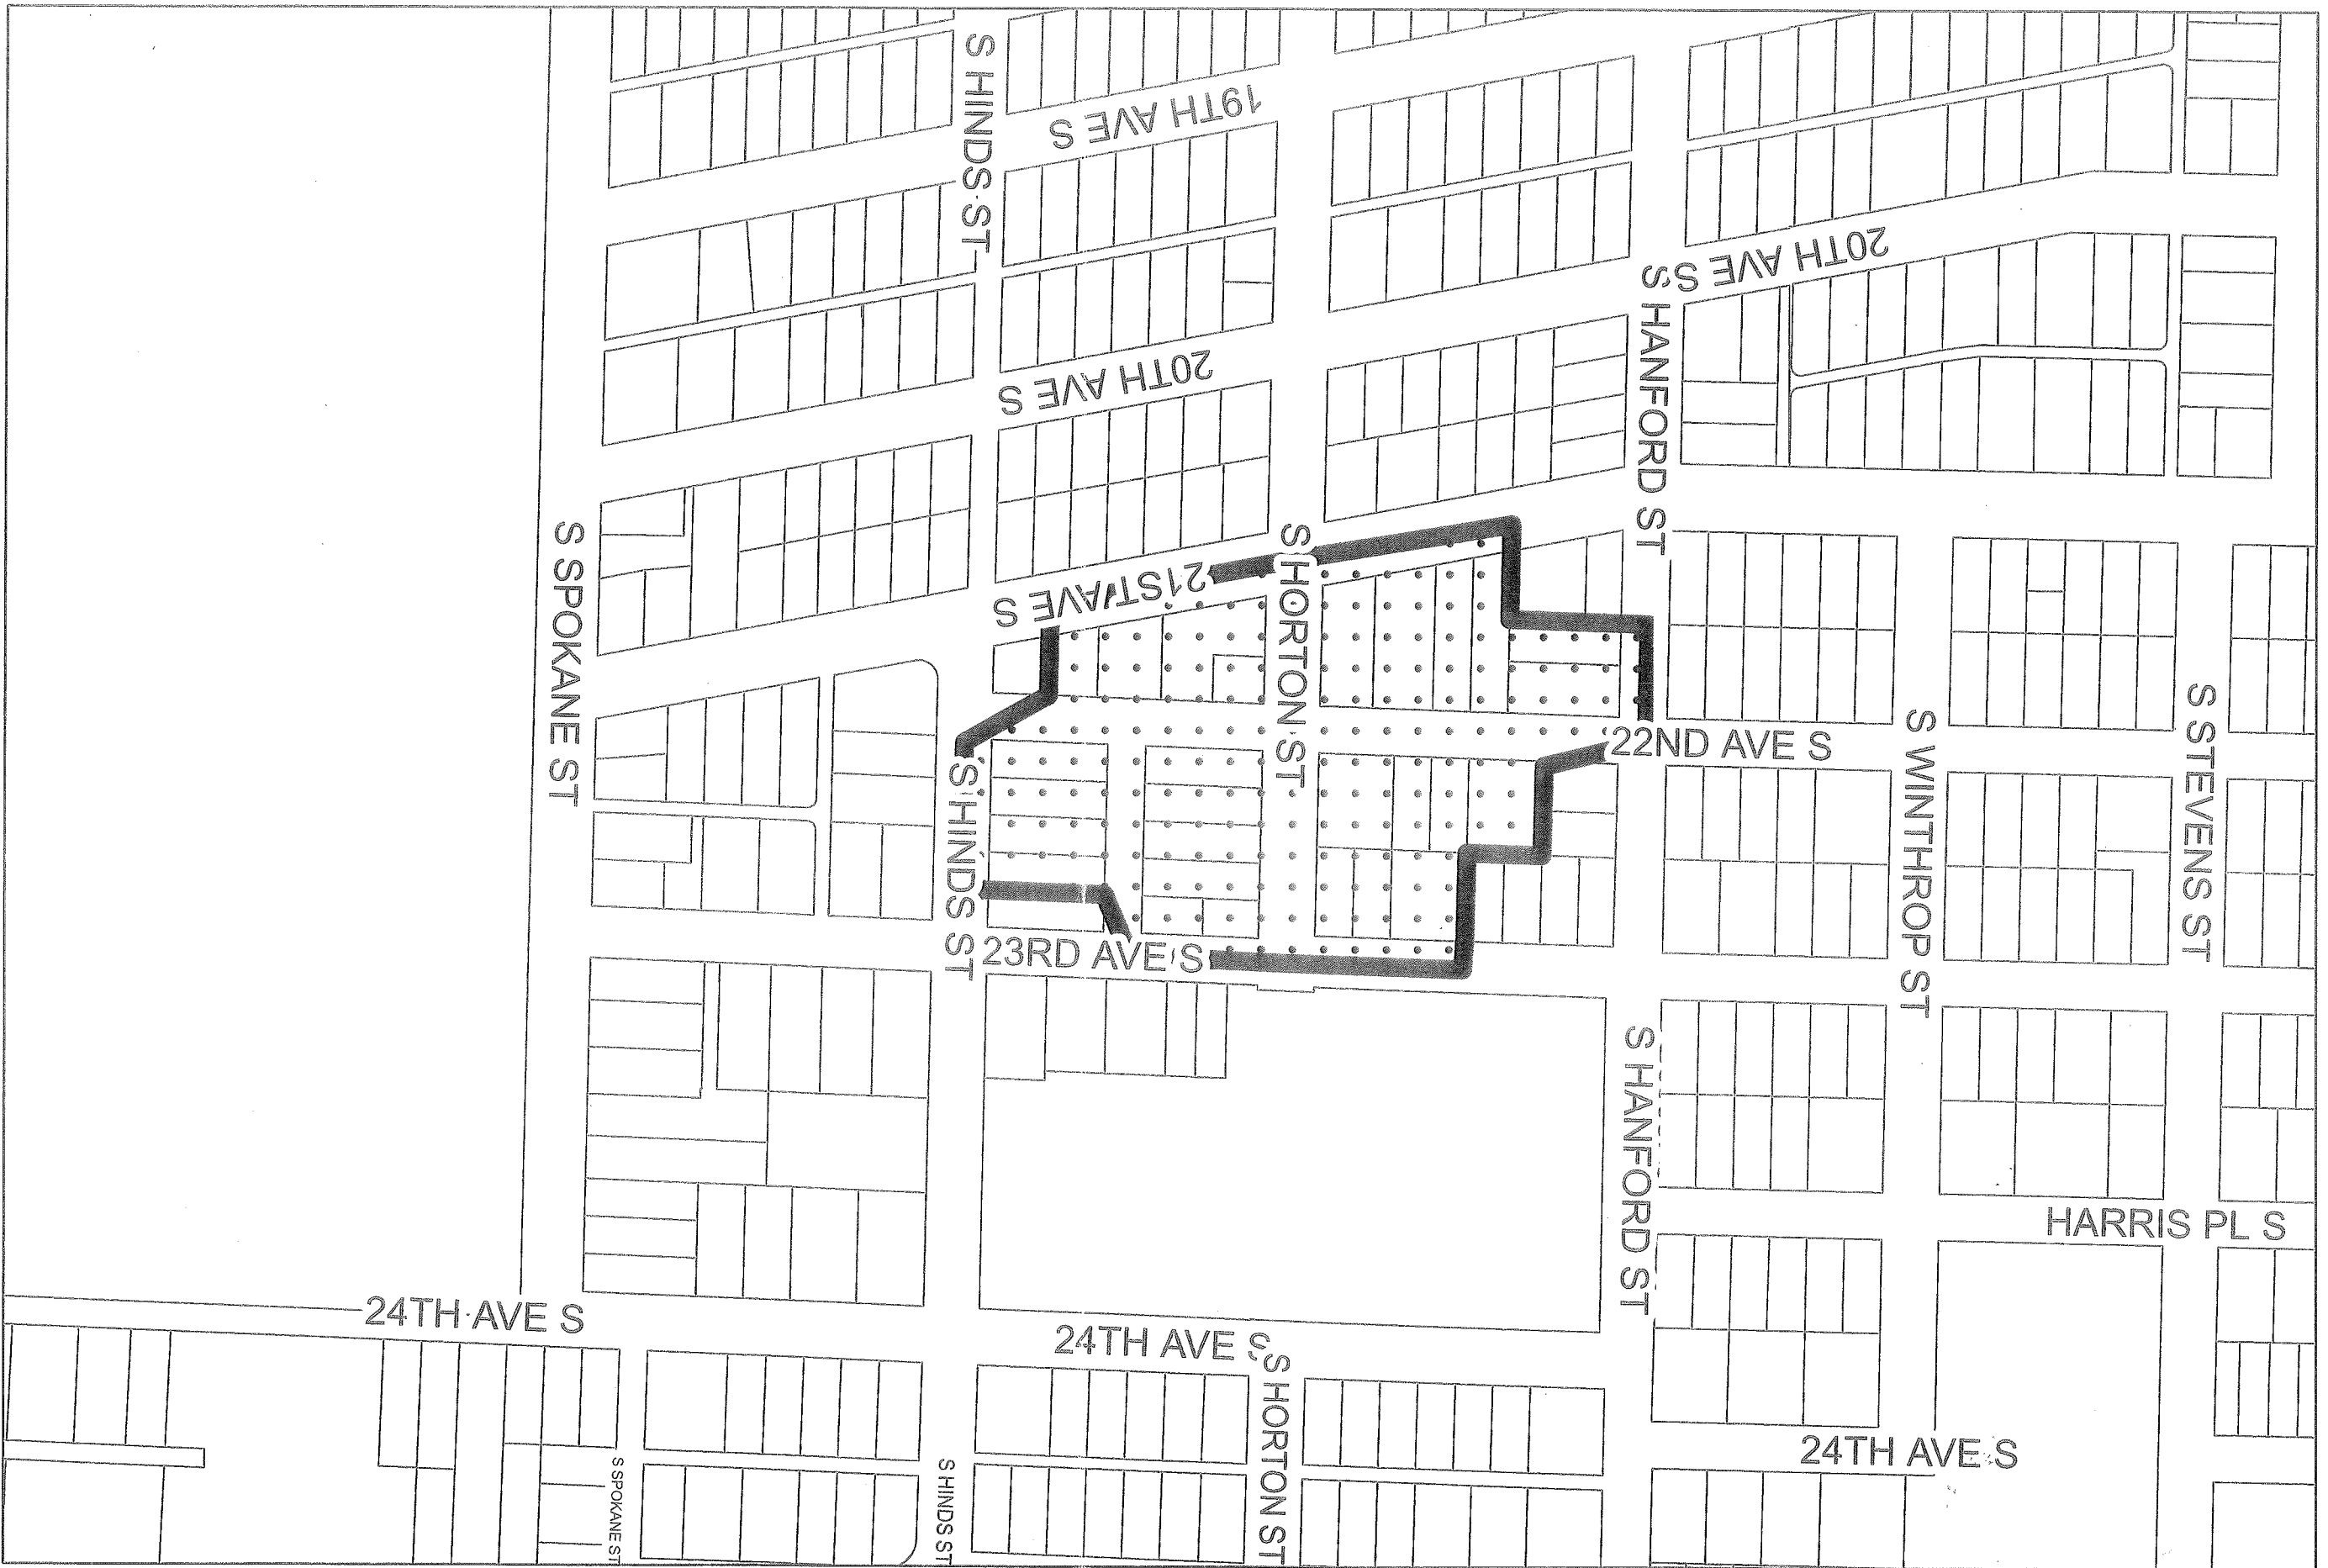 S HINDS ST
19TH AVE S
20TH AVE S
S HANFORD ST
20TH AVE S
S SPOKANE ST
S HORTON ST
21ST AVE S
22ND AVE S
S WINTHROP ST
S STEVENS ST
S HINDS ST
23RD AVE S
S HANFORD ST
HARRIS PL S
24TH AVE S
24TH AVE S
S HORTON ST
24TH AVE S
S SPOKANE ST
S HINDS ST